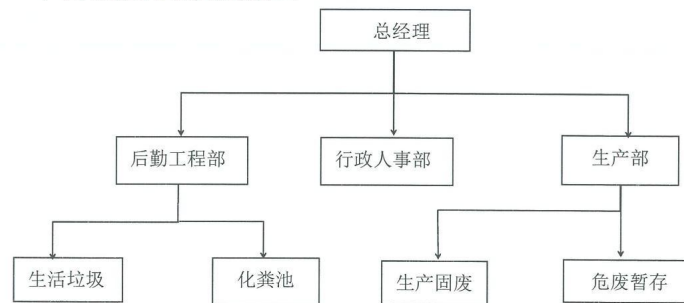 总经理
后勤工程部
行政人事部
生产部
生活垃圾
化粪池
生产固废
危废暂存